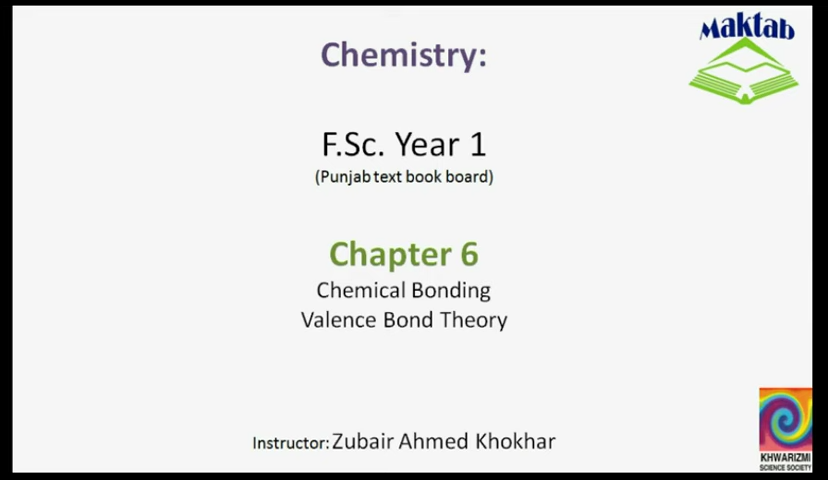 Maktab
Chemistry:
F.Sc. Year 1
(Punjab text book board)
Chapter 6
Chemical Bonding
Valence Bond Theory
Instructor: Zubair Ahmed Khokhar
KHWARIZMI
SCIENCE SOCIETY